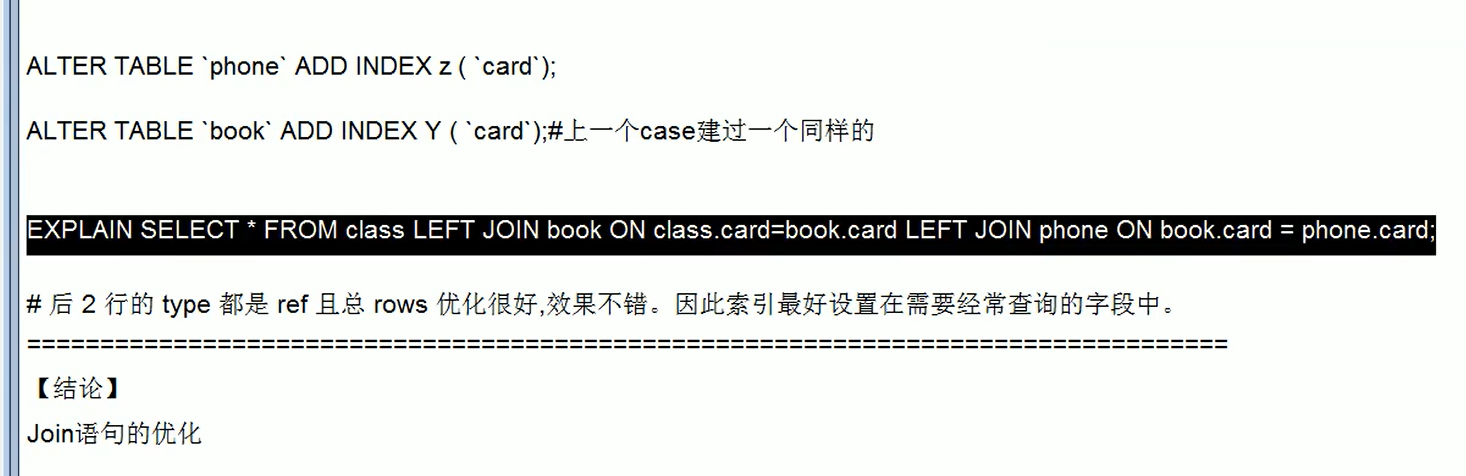 ALTER TABLE `phone` ADD INDEX z ( `card`);
ALTER TABLE `book` ADD INDEX Y ( `card`);#上一个case建过一个同样的
EXPLAIN SELECT * FROM class LEFT JOIN book ON class.card=book.card LEFT JOIN phone ON book.card = phone.card;
# 后 2 行的 type 都是 ref 且总 rows 优化很好,效果不错。因此索引最好设置在需要经常查询的字段中。
==================================================================================
【结论】
Join语句的优化